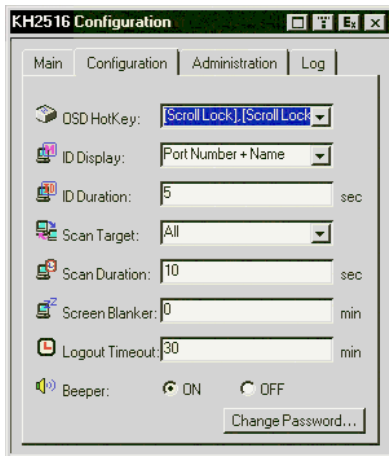 KH2516 Configuration
Main Configuration Administration Log
OSD HotKey: [Scroll Lock],[Scroll Lock
ID Display: Port Number + Name
ID Duration: 5 sec
Scan Target: All
Scan Duration: 10 sec
Screen Blanker: 0 min
Logout Timeout: 30 min
Beeper: ON OFF
Change Password...